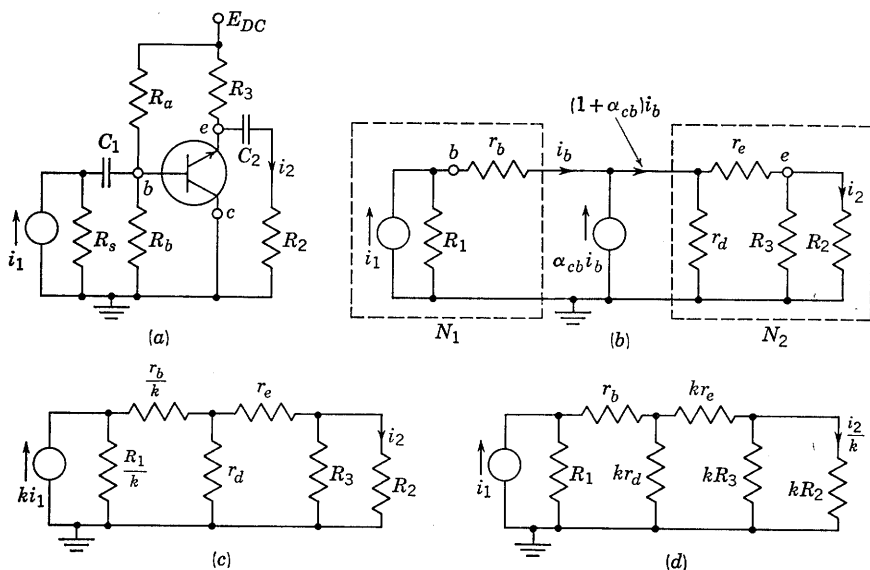 E_DC
R_a
R_3
e
C_2
i_2
C_1
b
c
i_1
R_s
R_b
R_2
(a)
(1+α_cb)i_b
b
r_b
i_b
r_e
e
i_2
i_1
R_1
α_cb i_b
r_d
R_3
R_2
N_1
(b)
N_2
r_b/k
r_e
i_2
ki_1
R_1/k
r_d
R_3
R_2
(c)
r_b
kr_e
i_2/k
i_1
R_1
kr_d
kR_3
kR_2
(d)